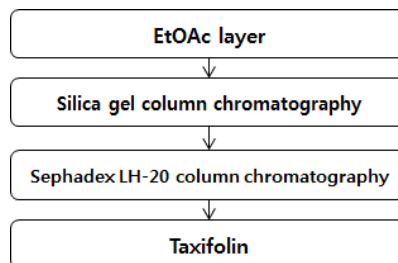 EtOAc layer
Silica gel column chromatography
Sephadex LH-20 column chromatography
Taxifolin